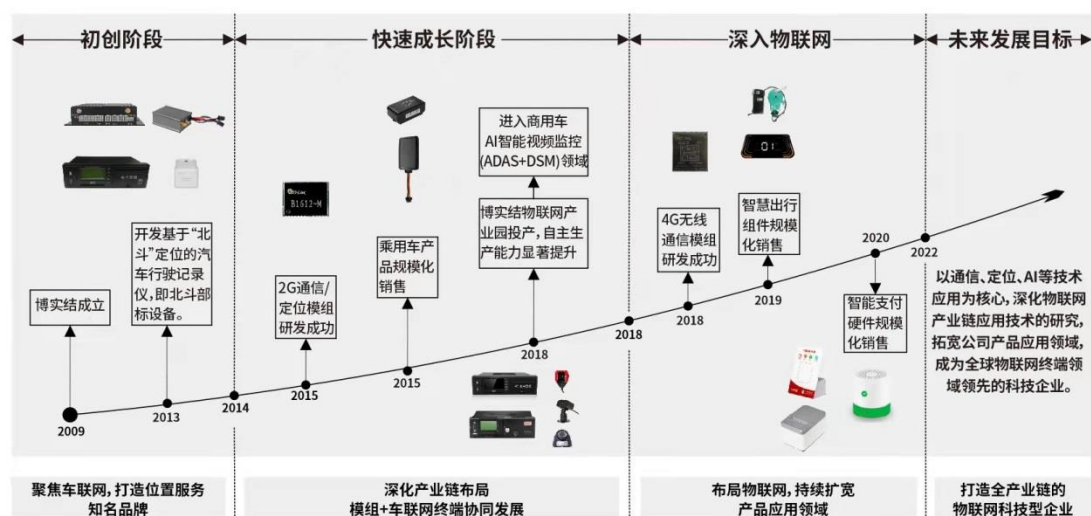 初创阶段
快速成长阶段
深入物联网
未来发展目标
博实结成立
开发基于“北
斗”定位的汽
车行驶记录
仪,即北斗部
标设备。
B1612-M
2G通信/
定位模组
研发成功
乘用车产
品规模化
销售
进入商用车
AI智能视频监控
(ADAS+DSM)领域
博实结物联网产
业园投产,自主生
产能力显著提升
4G无线
通信模组
研发成功
智慧出行
组件规模
化销售
01
智能支付
硬件规模
化销售
以通信、定位、AI等技术
应用为核心,深化物联网
产业链应用技术的研究,
拓宽公司产品应用领域,
成为全球物联网终端领
域领先的科技企业。
2009
2013
2014
2015
2015
2018
2018
2018
2019
2020
2022
聚焦车联网,打造位置服务
知名品牌
深化产业链布局
模组+车联网终端协同发展
布局物联网,持续扩宽
产品应用领域
打造全产业链的
物联网科技型企业